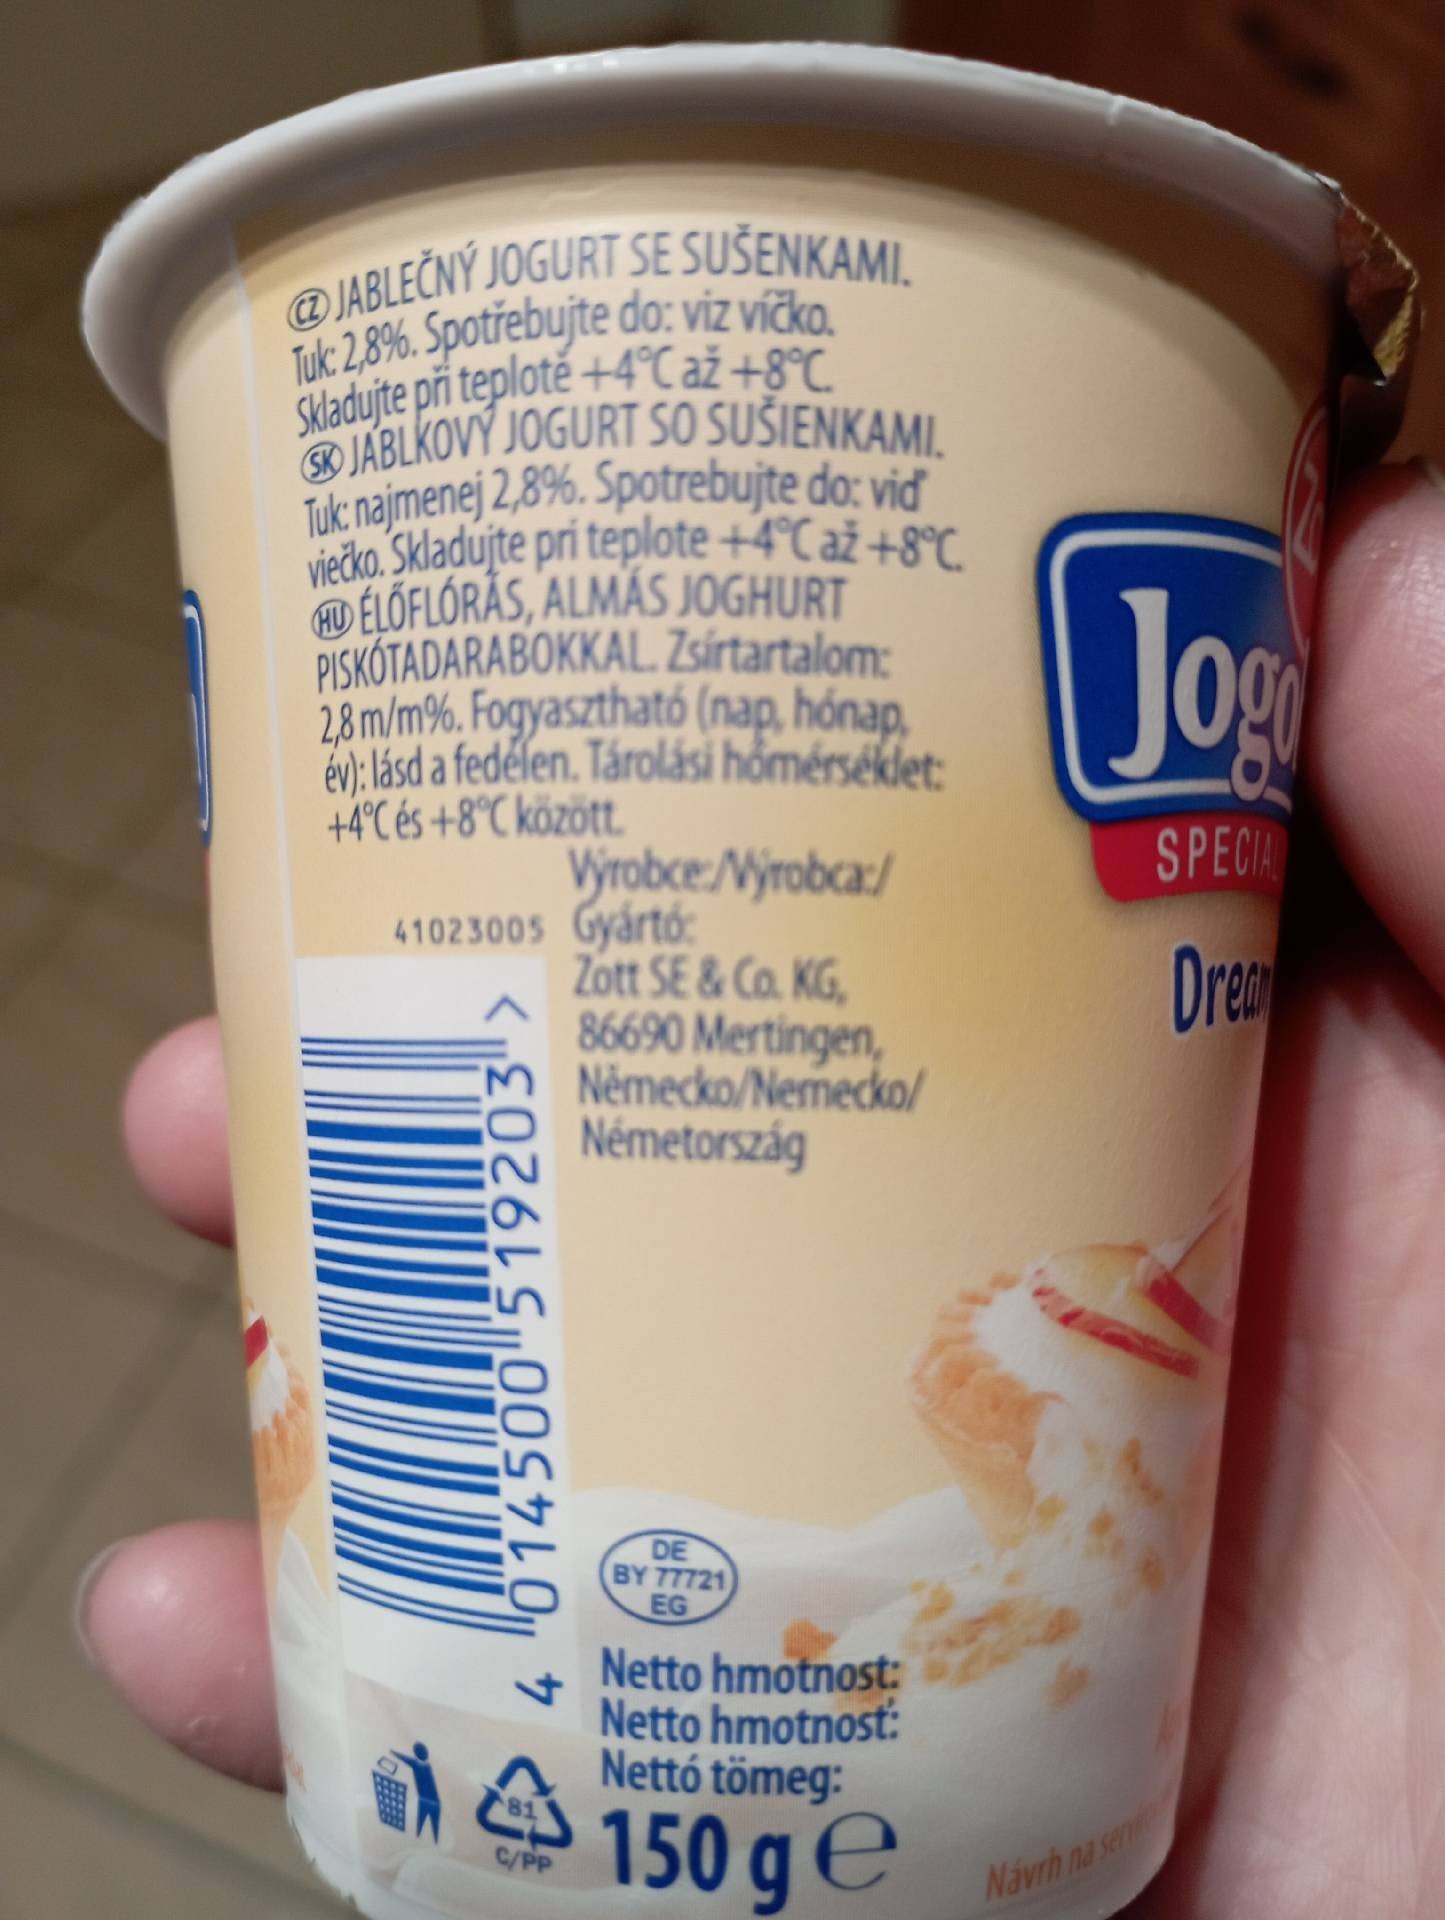 CZ JABLEČNÝ JOGURT SE SUŠENKAMI.
Tuk: 2,8%. Spotřebujte do: viz víčko.
Skladujte při teplotě +4°C až +8°C.
SK JABLKOVÝ JOGURT SO SUŠIENKAMI.
Tuk: najmenej 2,8%. Spotrebujte do: viď
viečko. Skladujte pri teplote +4°C až +8°C.
HU ÉLŐFLÓRÁS, ALMÁS JOGHURT
PISKÓTADARABOKKAL. Zsírtartalom:
2,8 m/m%. Fogyasztható (nap, hónap,
év): lásd a fedélen. Tárolási hőmérséklet:
+4°C és +8°C között.
Výrobce:/Výrobca:/
Gyártó:
41023005
Zott SE & Co. KG,
86690 Mertingen,
Německo/Nemecko/
Németország
4 014500 519203 >
DE
BY 77721
EG
Netto hmotnost:
Netto hmotnosť:
Nettó tömeg:
150 g e
81
C/PP
Jogo
SPECIAL
Dream
Návrh na